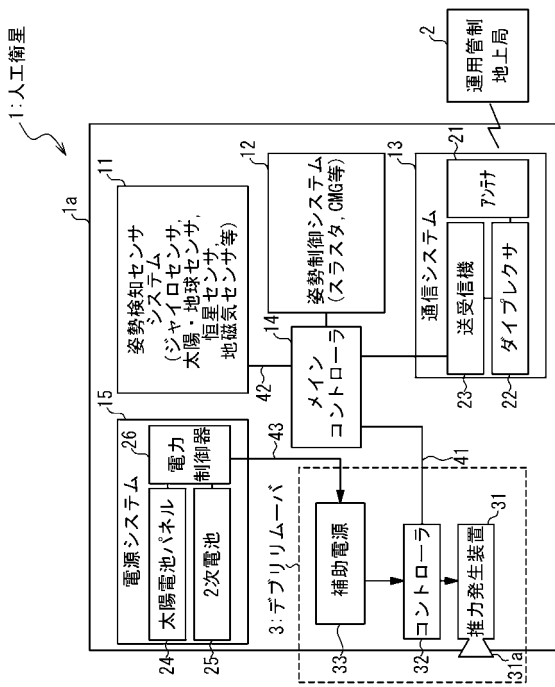 1:人工衛星
1a
11
姿勢検知センサ
システム
(ジャイロセンサ,
太陽・地球センサ,
恒星センサ,
地磁気センサ等)
12
姿勢制御システム
(スラスタ,CMG等)
13
通信システム
21
アンテナ
送受信機
23
ダイプレクサ
22
2
運用管制
地上局
14
メイン
コントローラ
42
15
電源システム
26
電力
制御器
太陽電池パネル
24
2次電池
25
43
3:デブリリムーバ
補助電源
33
コントローラ
32
41
推力発生装置
31
31a